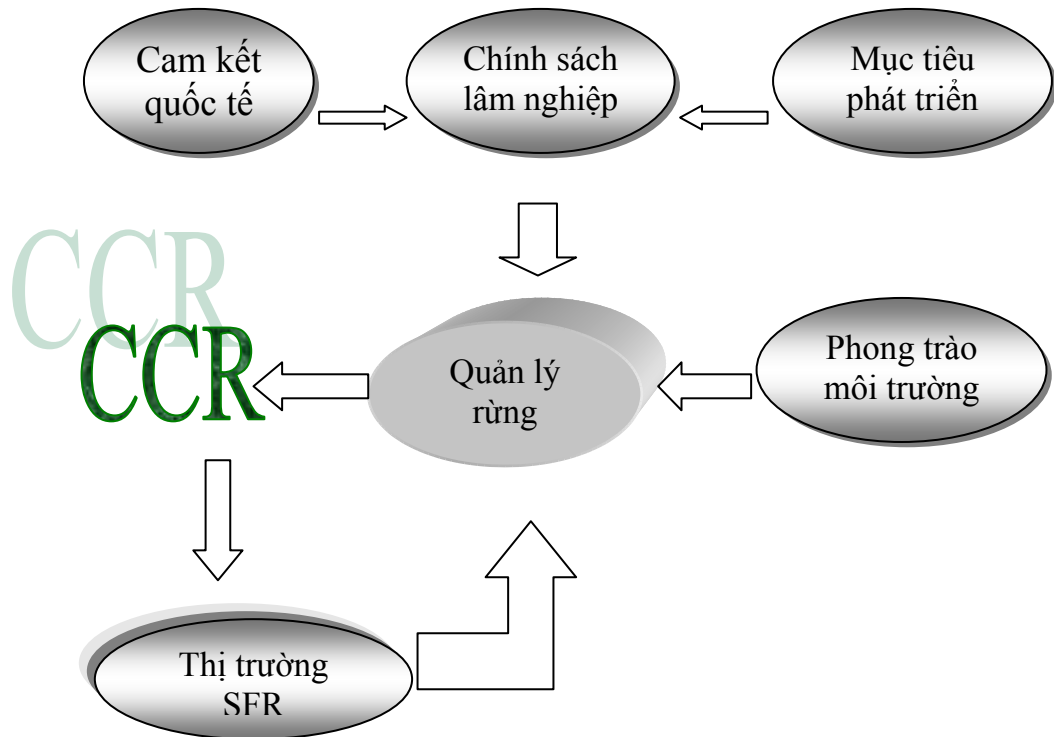 Cam kết
quốc tế
Chính sách
lâm nghiệp
Mục tiêu
phát triển
CCR
Quản lý
rừng
Phong trào
môi trường
Thị trường
SFR